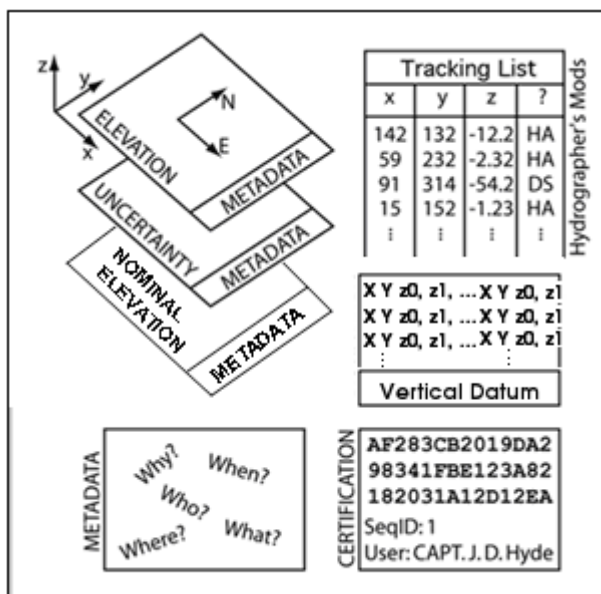 z
y
x
N
E
ELEVATION
METADATA
UNCERTAINTY
METADATA
NOMINAL
ELEVATION
METADATA
Tracking List
x y z ?
142 132 -12.2 HA
59 232 -2.32 HA
91 314 -54.2 DS
15 152 -1.23 HA
⋮ ⋮ ⋮ ⋮
Hydrographer's Mods
X Y z0, z1, ... X Y z0, z1
X Y z0, z1, ... X Y z0, z1
X Y z0, z1, ... X Y z0, z1
⋮ ⋮
Vertical Datum
METADATA
Why?
When?
Who?
What?
Where?
CERTIFICATION
AF283CB2019DA2
98341FBE123A82
182031A12D12EA
SeqID: 1
User: CAPT. J. D. Hyde